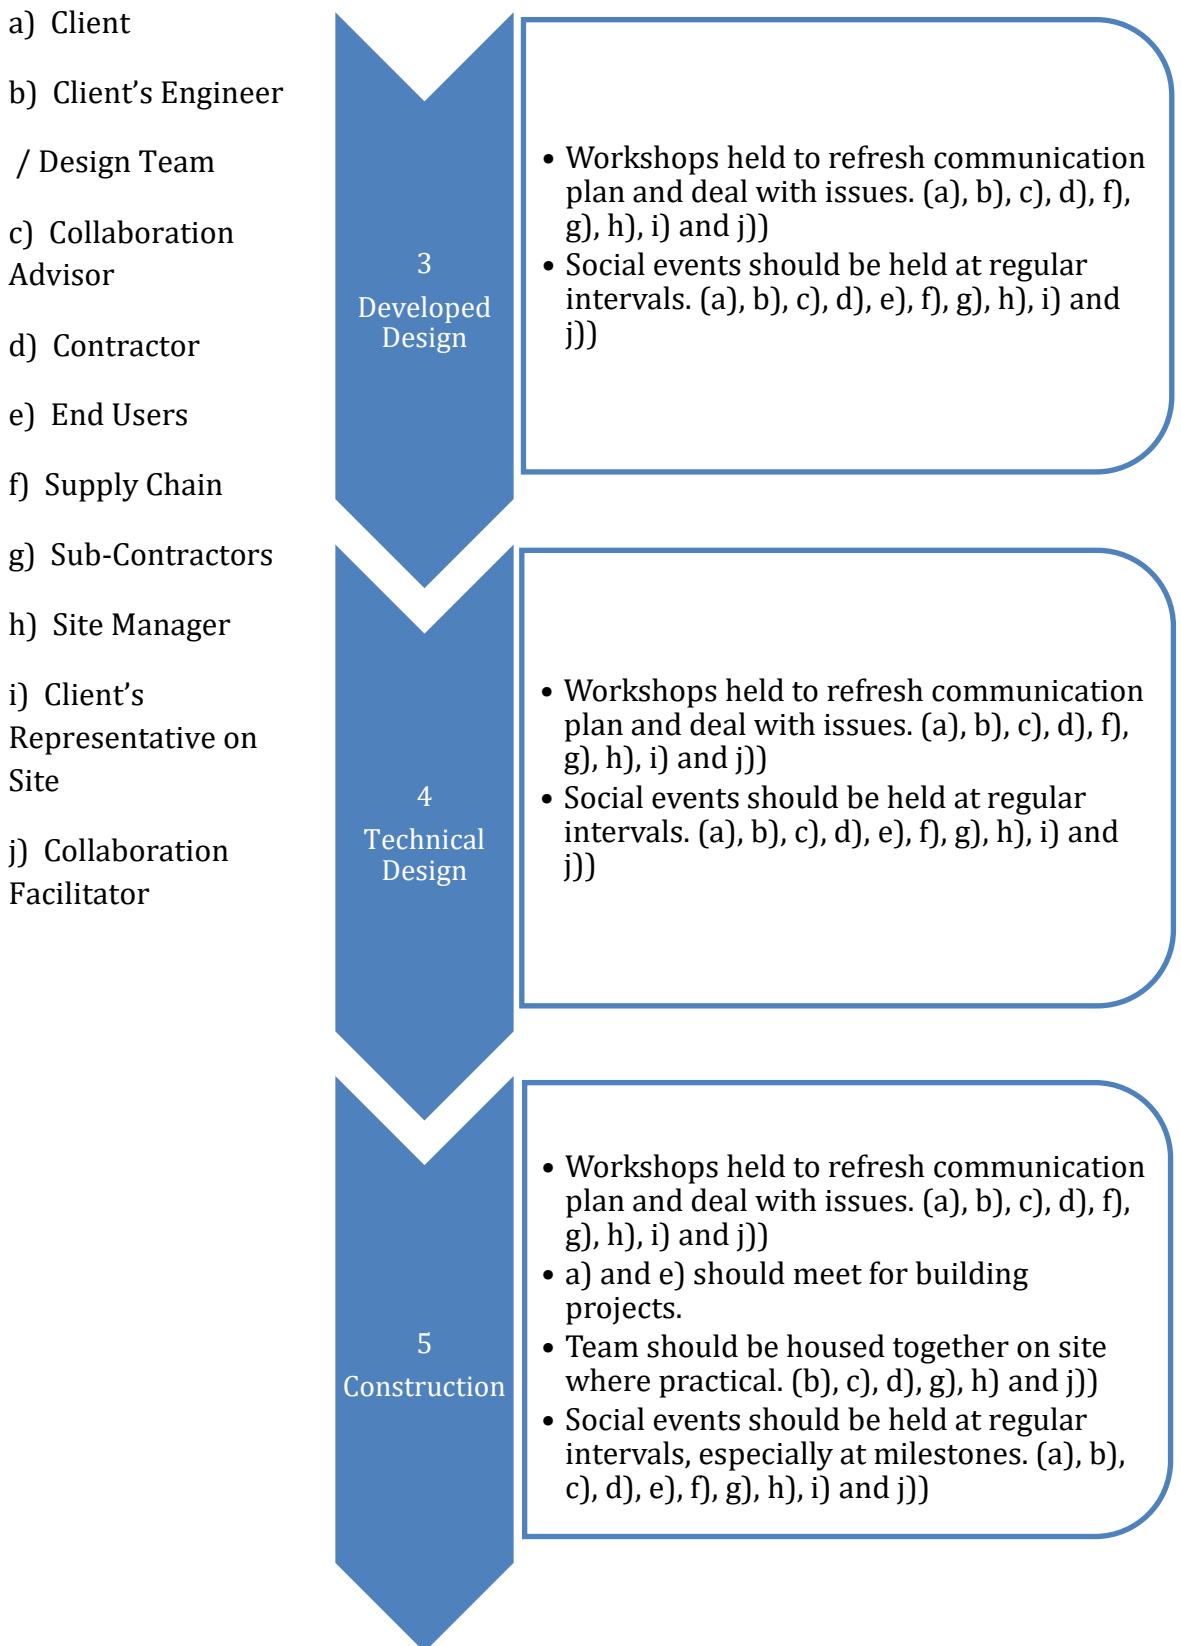 a) Client
b) Client’s Engineer
/ Design Team
c) Collaboration
Advisor
d) Contractor
e) End Users
f) Supply Chain
g) Sub-Contractors
h) Site Manager
i) Client’s
Representative on
Site
j) Collaboration
Facilitator
3
Developed
Design
• Workshops held to refresh communication
plan and deal with issues. (a), b), c), d), f),
g), h), i) and j))
• Social events should be held at regular
intervals. (a), b), c), d), e), f), g), h), i) and
j))
4
Technical
Design
• Workshops held to refresh communication
plan and deal with issues. (a), b), c), d), f),
g), h), i) and j))
• Social events should be held at regular
intervals. (a), b), c), d), e), f), g), h), i) and
j))
5
Construction
• Workshops held to refresh communication
plan and deal with issues. (a), b), c), d), f),
g), h), i) and j))
• a) and e) should meet for building
projects.
• Team should be housed together on site
where practical. (b), c), d), g), h) and j))
• Social events should be held at regular
intervals, especially at milestones. (a), b),
c), d), e), f), g), h), i) and j))